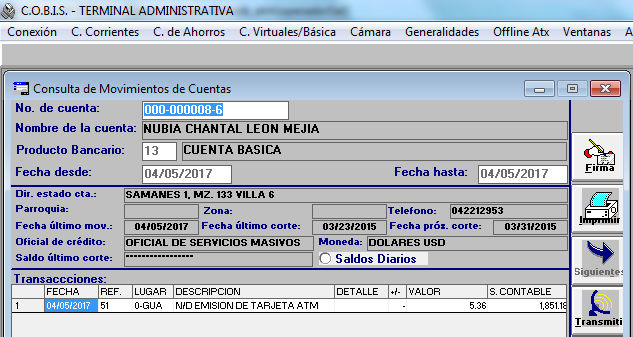 C.O.B.I.S. - TERMINAL ADMINISTRATIVA
Conexión C. Corrientes C. de Ahorros C. Virtuales/Básica Cámara Generalidades Offline Atx Ventanas
Consulta de Movimientos de Cuentas
No. de cuenta: 000-000008-6
Nombre de la cuenta: NUBIA CHANTAL LEON MEJIA
Producto Bancario: 13 CUENTA BASICA
Fecha desde: 04/05/2017 Fecha hasta: 04/05/2017
Firma
Dir. estado cta.: SAMANES 1, MZ. 133 VILLA 6
Parroquia: Zona: Telefono: 042212953
Imprimir
Fecha último mov.: 04/05/2017 Fecha último corte: 03/23/2015 Fecha próz. corte: 03/31/2015
Oficial de crédito: OFICIAL DE SERVICIOS MASIVOS Moneda: DOLARES USD
Saldo último corte: --------------- Saldos Diarios
Siguientes
Transaccciones:
FECHA REF. LUGAR DESCRIPCION DETALLE +/- VALOR S. CONTABLE
1 04/05/2017 51 0-GUA N/D EMISION DE TARJETA ATM - 5.36 1,851.18